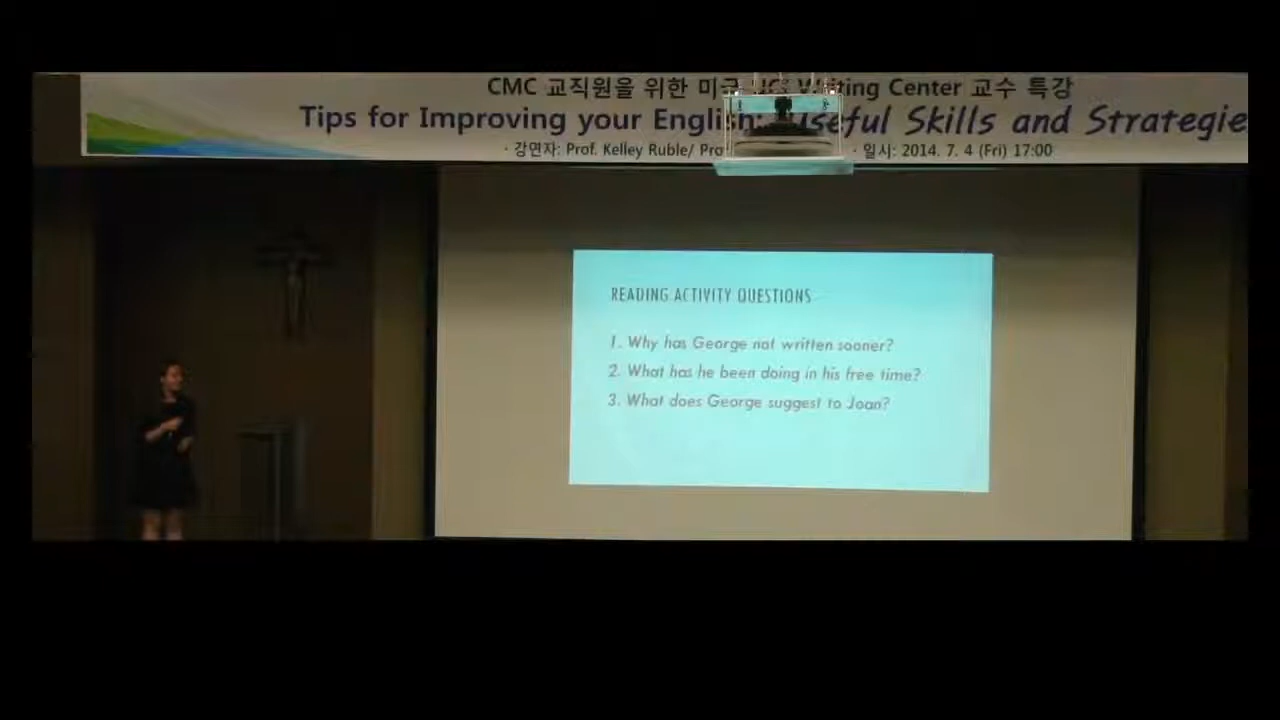 CMC 교직원을 위한 미국 UCI Writing Center 교수 특강
Tips for Improving your English: Useful Skills and Strategie
· 강연자: Prof. Kelley Ruble/ Pro
· 일시: 2014. 7. 4 (Fri) 17:00
READING ACTIVITY QUESTIONS
1. Why has George not written sooner?
2. What has he been doing in his free time?
3. What does George suggest to Joan?